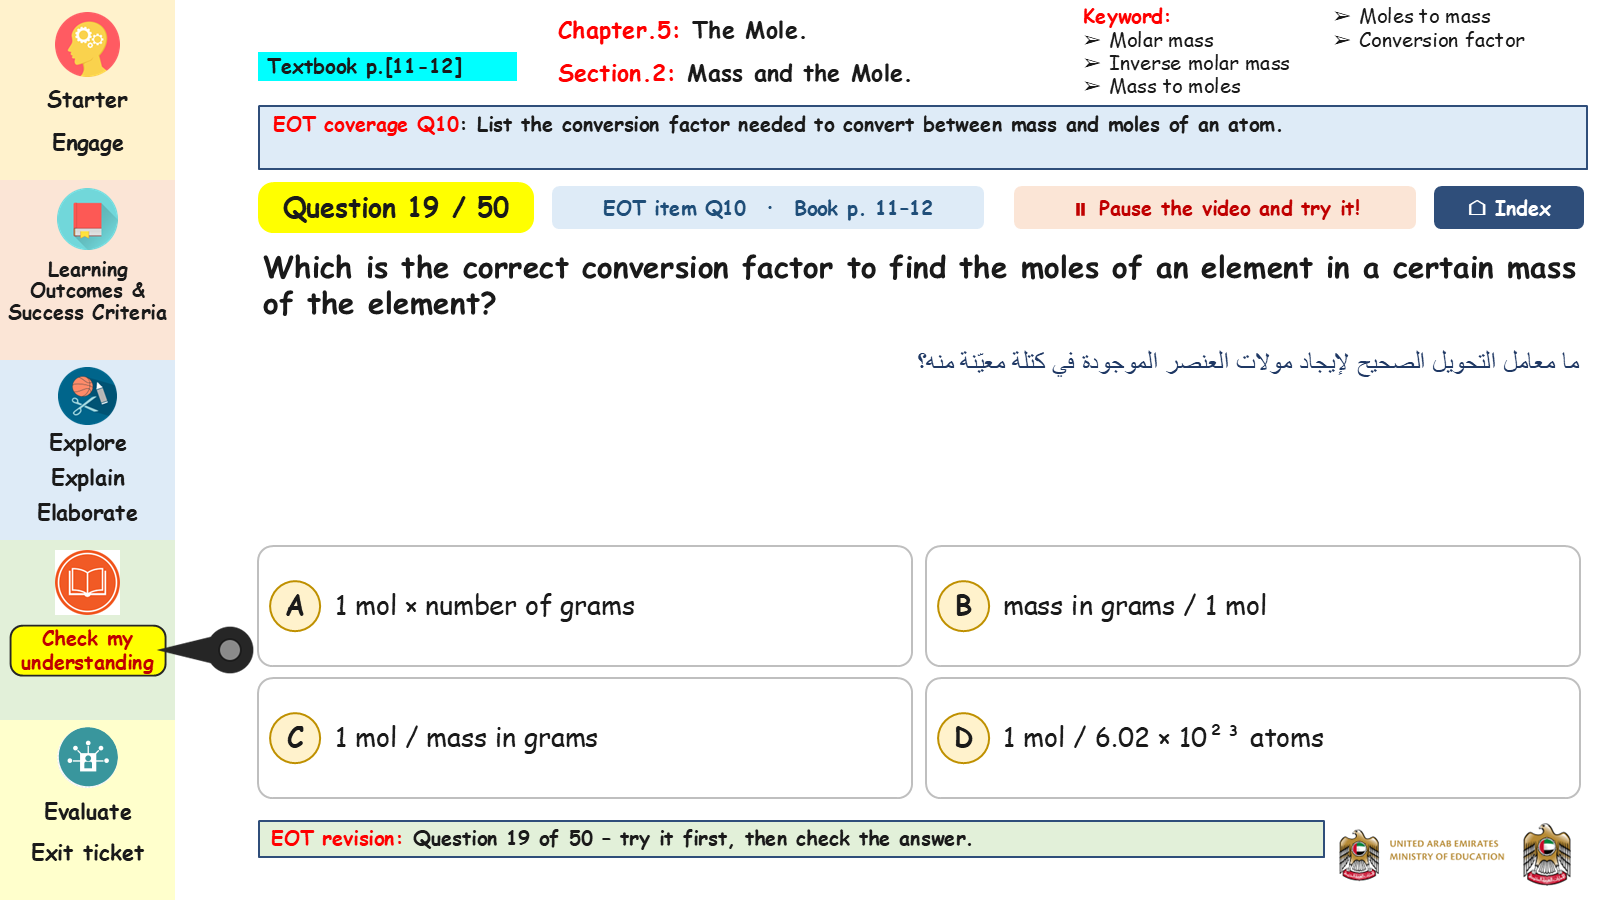 Starter
Engage
Learning
Outcomes &
Success Criteria
Explore
Explain
Elaborate
Check my
understanding
Evaluate
Exit ticket
Textbook p.[11-12]
Chapter.5: The Mole.
Section.2: Mass and the Mole.
Keyword:
➢ Molar mass
➢ Inverse molar mass
➢ Mass to moles
➢ Moles to mass
➢ Conversion factor
EOT coverage Q10: List the conversion factor needed to convert between mass and moles of an atom.
Question 19 / 50
EOT item Q10 · Book p. 11–12
⏸ Pause the video and try it!
☖ Index
Which is the correct conversion factor to find the moles of an element in a certain mass
of the element?
ما معامل التحويل الصحيح لإيجاد مولات العنصر الموجودة في كتلة معيّنة منه؟
A 1 mol × number of grams
B mass in grams / 1 mol
C 1 mol / mass in grams
D 1 mol / 6.02 × 10²³ atoms
EOT revision: Question 19 of 50 – try it first, then check the answer.
UNITED ARAB EMIRATES
MINISTRY OF EDUCATION